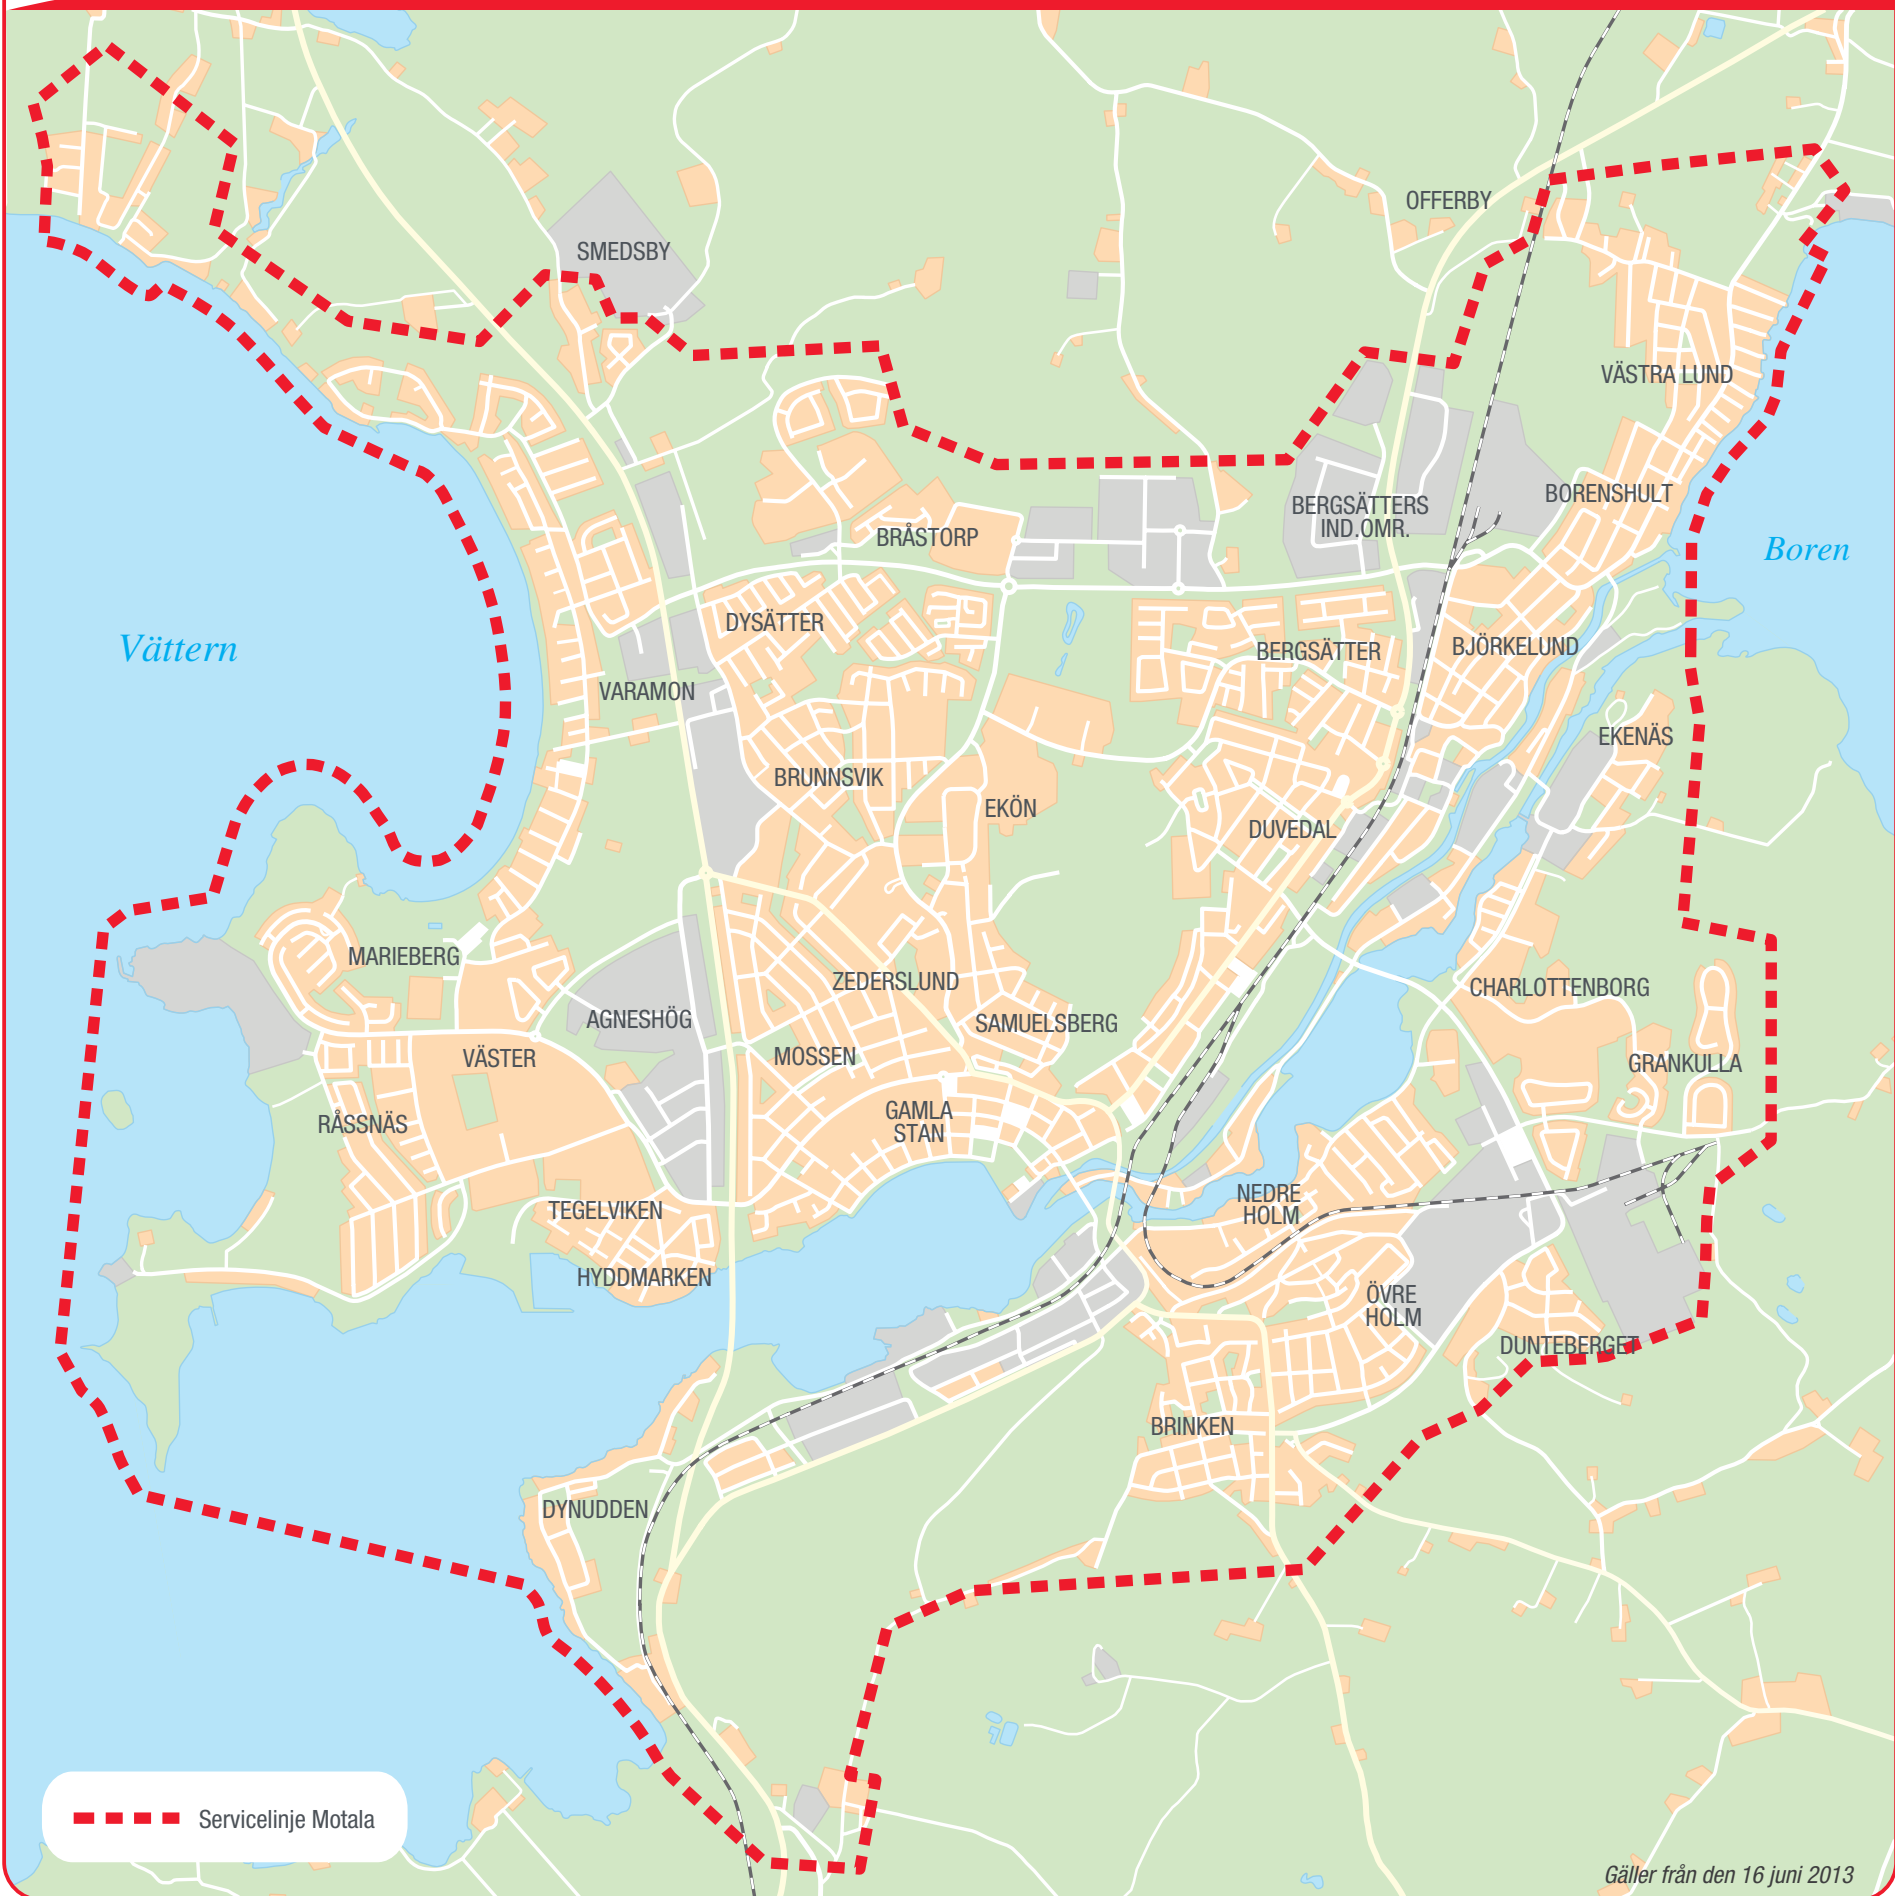 OFFERBY
SMEDSBY
VÄSTRA LUND
BORENSHULT
BERGSÄTTERS
IND.OMR.
BRÅSTORP
Boren
DYSÄTTER
Vättern
BERGSÄTTER
BJÖRKELUND
VARAMON
EKENÄS
BRUNNSVIK
EKÖN
DUVEDAL
MARIEBERG
ZEDERSLUND
CHARLOTTENBORG
AGNESHÖG
SAMUELSBERG
VÄSTER
MOSSEN
GRANKULLA
RÅSSNÄS
GAMLA
STAN
TEGELVIKEN
NEDRE
HOLM
HYDDMARKEN
ÖVRE
HOLM
DUNTEBERGET
BRINKEN
DYNUDDEN
Servicelinje Motala
Gäller från den 16 juni 2013